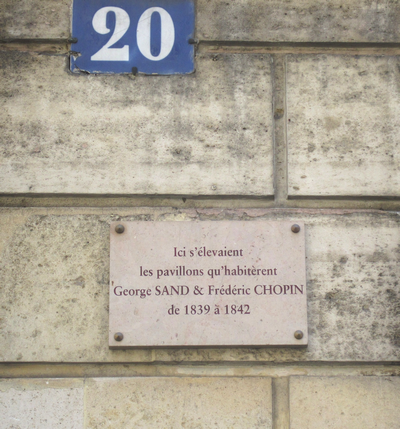 20
Ici s'élevaient
les pavillons qu'habitèrent
George SAND & Frédéric CHOPIN
de 1839 à 1842